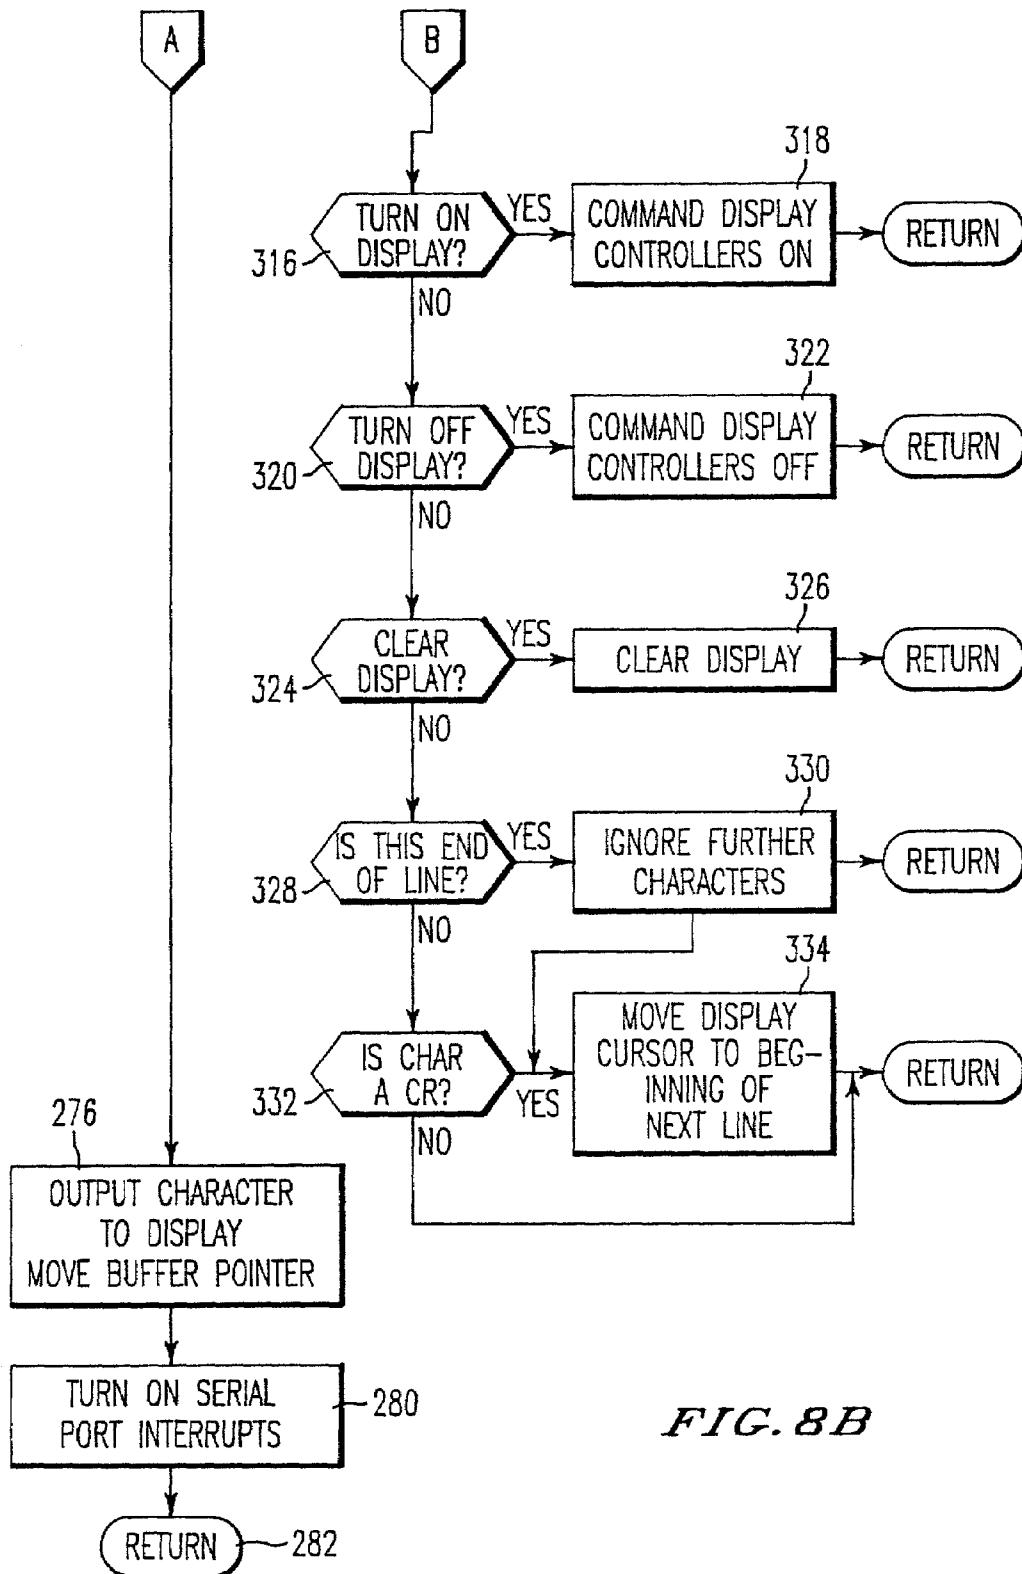 A
B
318
TURN ON
DISPLAY?
YES
COMMAND DISPLAY
CONTROLLERS ON
RETURN
316
NO
322
TURN OFF
DISPLAY?
YES
COMMAND DISPLAY
CONTROLLERS OFF
RETURN
320
NO
326
CLEAR
DISPLAY?
YES
CLEAR DISPLAY
RETURN
324
NO
330
IS THIS END
OF LINE?
YES
IGNORE FURTHER
CHARACTERS
RETURN
328
NO
334
IS CHAR
A CR?
YES
MOVE DISPLAY
CURSOR TO BEG-
INNING OF
NEXT LINE
RETURN
332
NO
276
OUTPUT CHARACTER
TO DISPLAY
MOVE BUFFER POINTER
TURN ON SERIAL
PORT INTERRUPTS
280
RETURN
282
FIG. 8B